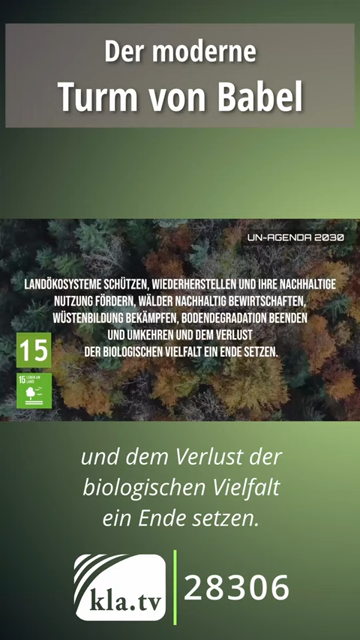 Der moderne
Turm von Babel
UN-AGENDA 2030
LANDÖKOSYSTEME SCHÜTZEN, WIEDERHERSTELLEN UND IHRE NACHHALTIGE
NUTZUNG FÖRDERN, WÄLDER NACHHALTIG BEWIRTSCHAFTEN,
WÜSTENBILDUNG BEKÄMPFEN, BODENDEGRADATION BEENDEN
UND UMKEHREN UND DEM VERLUST
DER BIOLOGISCHEN VIELFALT EIN ENDE SETZEN.
15
15
und dem Verlust der
biologischen Vielfalt
ein Ende setzen.
kla.tv
28306